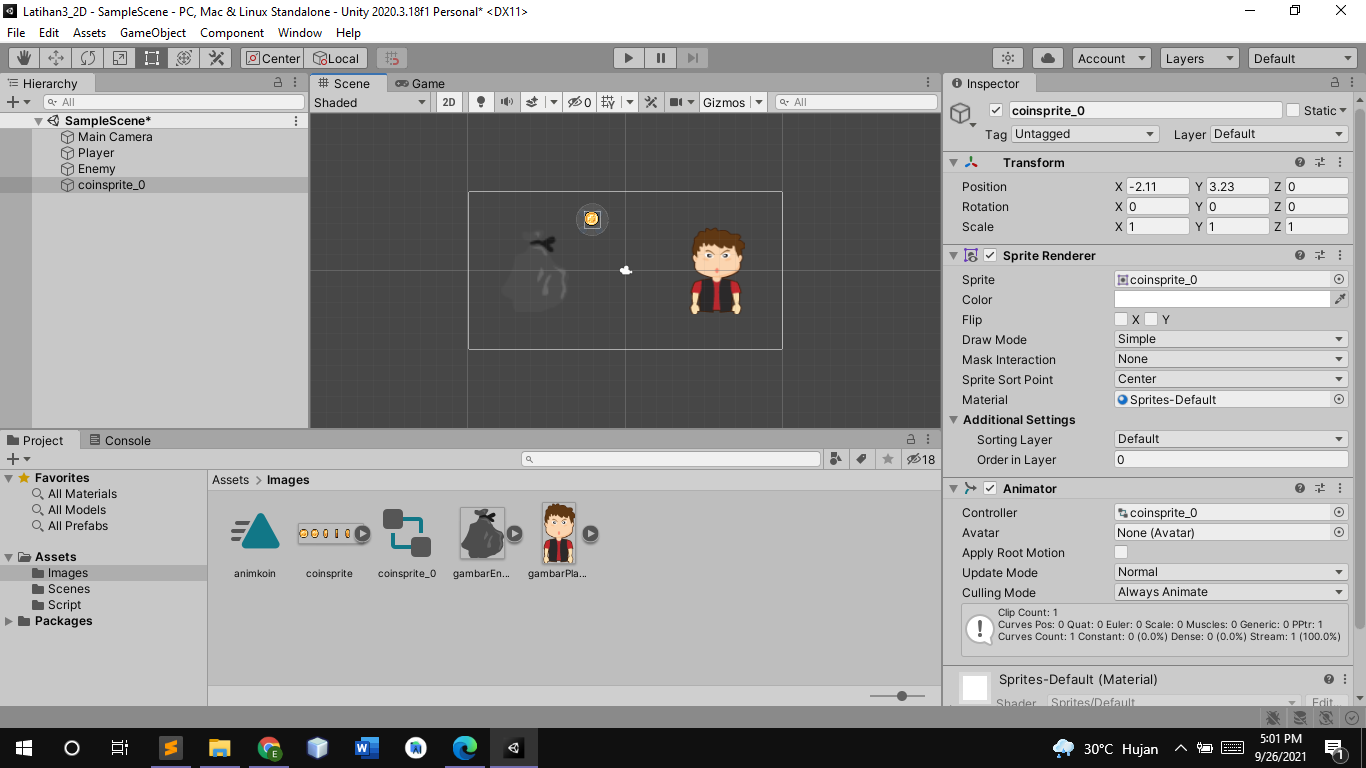 Latihan3_2D - SampleScene - PC, Mac & Linux Standalone - Unity 2020.3.18f1 Personal* <DX11>
File Edit Assets GameObject Component Window Help
Center Local Account Layers Default
Hierarchy
All
SampleScene*
Main Camera
Player
Enemy
coinsprite_0
Scene Game
Shaded 2D 0 Gizmos All
Inspector
coinsprite_0 Static
Tag Untagged Layer Default
Transform
Position X -2.11 Y 3.23 Z 0
Rotation X 0 Y 0 Z 0
Scale X 1 Y 1 Z 1
Sprite Renderer
Sprite coinsprite_0
Color
Flip X Y
Draw Mode Simple
Mask Interaction None
Sprite Sort Point Center
Material Sprites-Default
Additional Settings
Sorting Layer Default
Order in Layer 0
Animator
Controller coinsprite_0
Avatar None (Avatar)
Apply Root Motion
Update Mode Normal
Culling Mode Always Animate
Clip Count: 1
Curves Pos: 0 Quat: 0 Euler: 0 Scale: 0 Muscles: 0 Generic: 0 PPtr: 1
Curves Count: 1 Constant: 0 (0.0%) Dense: 0 (0.0%) Stream: 1 (100.0%)
Sprites-Default (Material)
Shader Sprites/Default Edit...
Project Console
18
Favorites
All Materials
All Models
All Prefabs
Assets
Images
Scenes
Script
Packages
Assets > Images
animkoin coinsprite coinsprite_0 gambarEn... gambarPla...
30°C Hujan
5:01 PM
9/26/2021
1